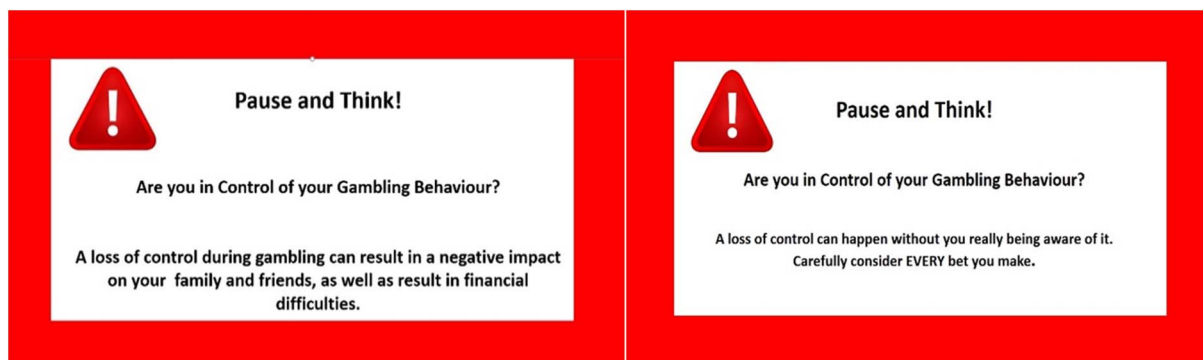 Pause and Think!
Are you in Control of your Gambling Behaviour?
A loss of control during gambling can result in a negative impact
on your family and friends, as well as result in financial
difficulties.
Pause and Think!
Are you in Control of your Gambling Behaviour?
A loss of control can happen without you really being aware of it.
Carefully consider EVERY bet you make.